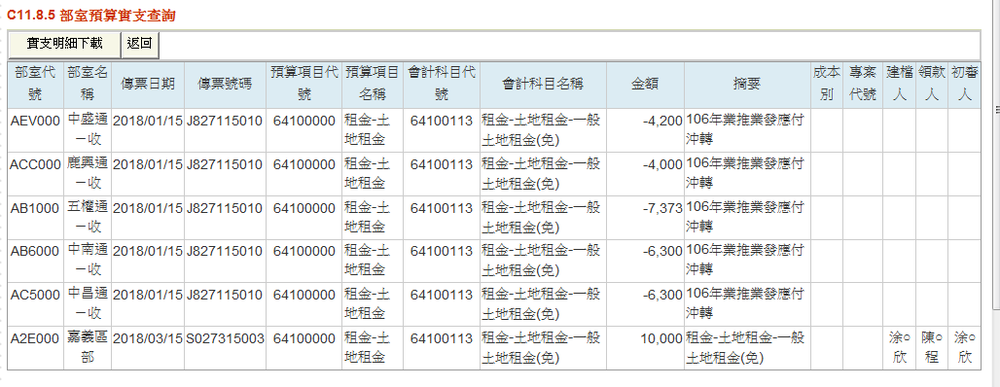 C11.8.5 部室預算實支查詢
實支明細下載 返回
部室代號 部室名稱 傳票日期 傳票號碼 預算項目代號 預算項目名稱 會計科目代號 會計科目名稱 金額 摘要 成本別 專案代號 建檔人 領款人 初審人
AEV000 中盛通一收 2018/01/15 J827115010 64100000 租金-土地租金 64100113 租金-土地租金-一般土地租金(免) -4,200 106年業推業發應付沖轉
ACC000 鹿興通一收 2018/01/15 J827115010 64100000 租金-土地租金 64100113 租金-土地租金-一般土地租金(免) -4,000 106年業推業發應付沖轉
AB1000 五權通一收 2018/01/15 J827115010 64100000 租金-土地租金 64100113 租金-土地租金-一般土地租金(免) -7,373 106年業推業發應付沖轉
AB6000 中南通一收 2018/01/15 J827115010 64100000 租金-土地租金 64100113 租金-土地租金-一般土地租金(免) -6,300 106年業推業發應付沖轉
AC5000 中昌通一收 2018/01/15 J827115010 64100000 租金-土地租金 64100113 租金-土地租金-一般土地租金(免) -6,300 106年業推業發應付沖轉
A2E000 嘉義區部 2018/03/15 S027315003 64100000 租金-土地租金 64100113 租金-土地租金-一般土地租金(免) 10,000 租金-土地租金-一般土地租金(免) 涂○欣 陳○程 涂○欣